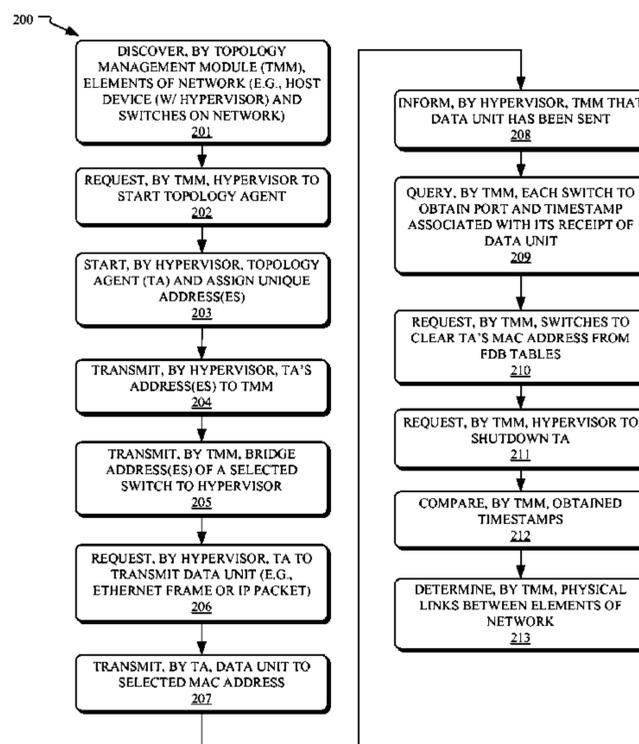 200
DISCOVER, BY TOPOLOGY
MANAGEMENT MODULE (TMM),
ELEMENTS OF NETWORK (E.G., HOST
DEVICE (W/ HYPERVISOR) AND
SWITCHES ON NETWORK)
201
REQUEST, BY TMM, HYPERVISOR TO
START TOPOLOGY AGENT
202
START, BY HYPERVISOR, TOPOLOGY
AGENT (TA) AND ASSIGN UNIQUE
ADDRESS(ES)
203
TRANSMIT, BY HYPERVISOR, TA'S
ADDRESS(ES) TO TMM
204
TRANSMIT, BY TMM, BRIDGE
ADDRESS(ES) OF A SELECTED
SWITCH TO HYPERVISOR
205
REQUEST, BY HYPERVISOR, TA TO
TRANSMIT DATA UNIT (E.G.,
ETHERNET FRAME OR IP PACKET)
206
TRANSMIT, BY TA, DATA UNIT TO
SELECTED MAC ADDRESS
207
INFORM, BY HYPERVISOR, TMM THAT
DATA UNIT HAS BEEN SENT
208
QUERY, BY TMM, EACH SWITCH TO
OBTAIN PORT AND TIMESTAMP
ASSOCIATED WITH ITS RECEIPT OF
DATA UNIT
209
REQUEST, BY TMM, SWITCHES TO
CLEAR TA'S MAC ADDRESS FROM
FDB TABLES
210
REQUEST, BY TMM, HYPERVISOR TO
SHUTDOWN TA
211
COMPARE, BY TMM, OBTAINED
TIMESTAMPS
212
DETERMINE, BY TMM, PHYSICAL
LINKS BETWEEN ELEMENTS OF
NETWORK
213